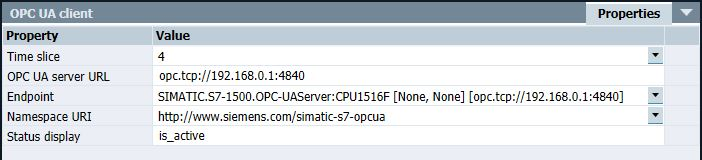 OPC UA client Properties
Property Value
Time slice 4
OPC UA server URL opc.tcp://192.168.0.1:4840
Endpoint SIMATIC.S7-1500.OPC-UAServer:CPU1516F [None, None] [opc.tcp://192.168.0.1:4840]
Namespace URI http://www.siemens.com/simatic-s7-opcua
Status display is_active